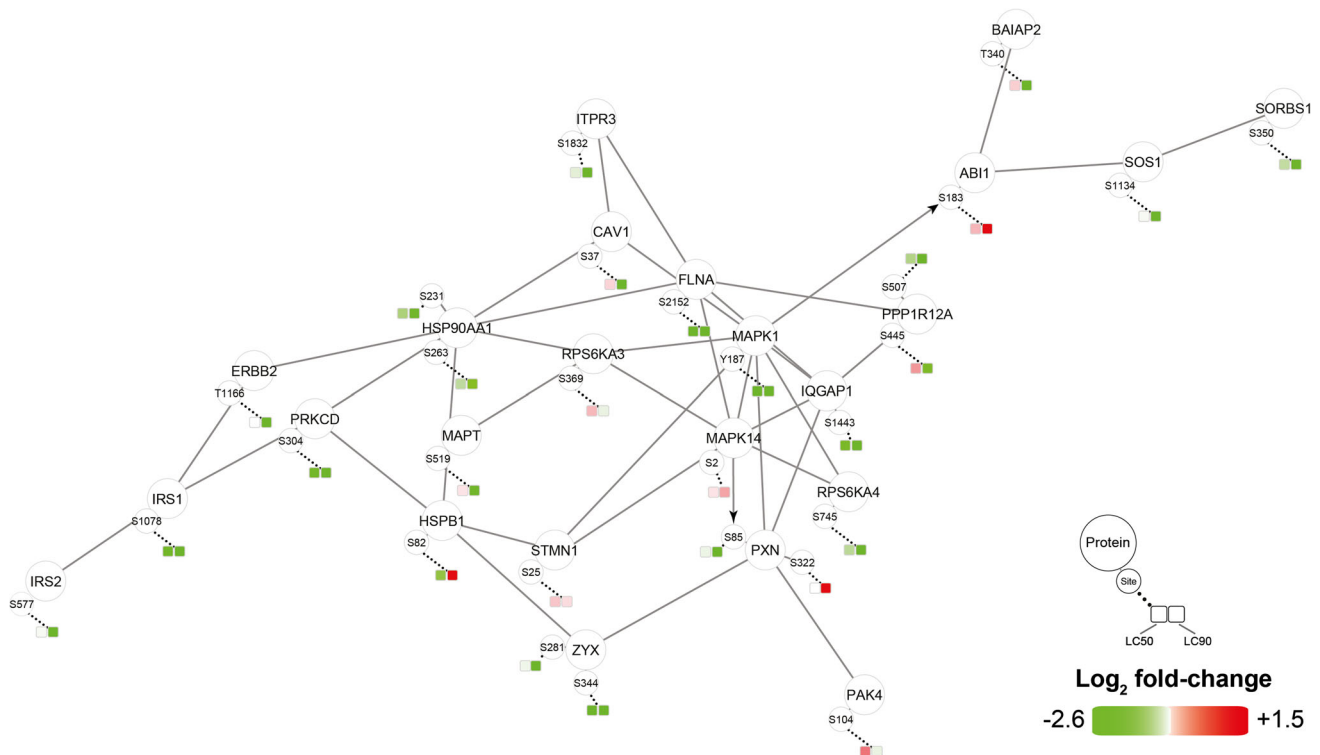 BAIAP2
T340
SORBS1
S350
ITPR3
S1832
SOS1
S1134
ABI1
S183
CAV1
S37
FLNA
S2152
S507
PPP1R12A
S445
S231
HSP90AA1
S263
MAPK1
Y187
RPS6KA3
S369
ERBB2
T1166
IQGAP1
S1443
PRKCD
S304
MAPT
S519
MAPK14
S2
RPS6KA4
S745
IRS1
S1078
HSPB1
S82
STMN1
S25
S85
PXN
S322
IRS2
S577
S281
ZYX
S344
PAK4
S104
Protein
Site
LC50 LC90
Log2 fold-change
-2.6 +1.5